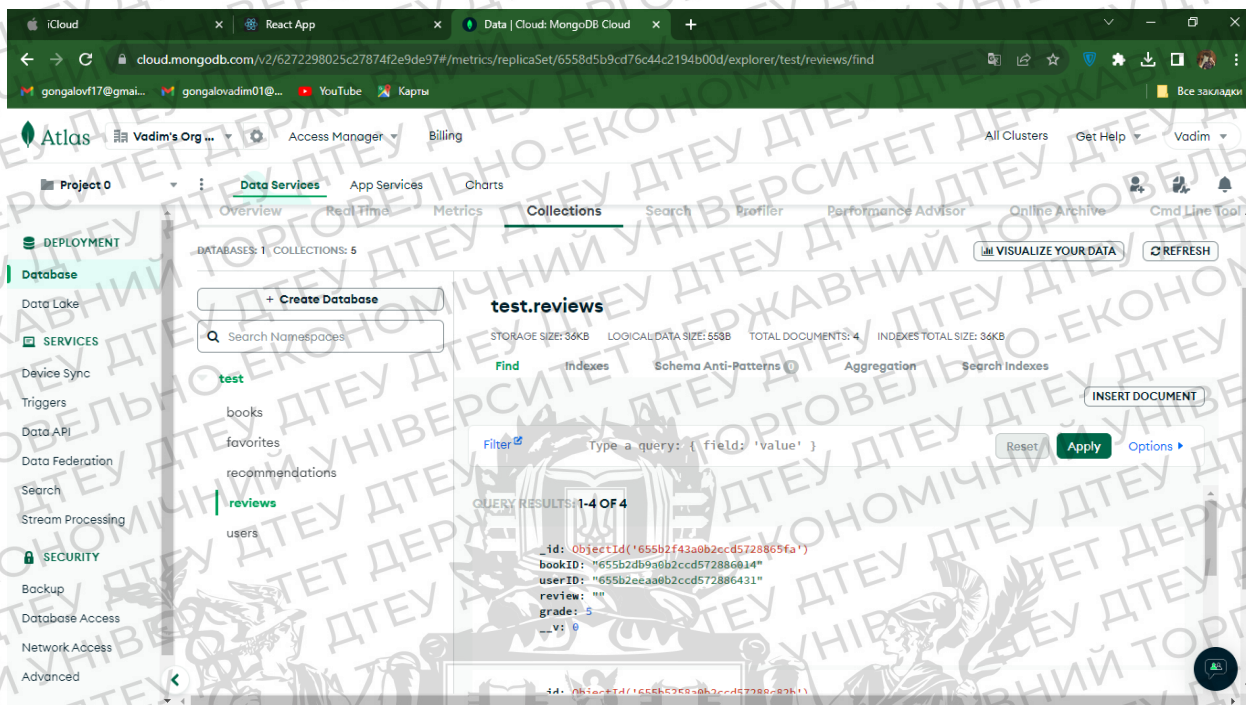 iCloud
React App
Data | Cloud: MongoDB Cloud
cloud.mongodb.com/v2/6272298025c27874f2e9de97#/metrics/replicaSet/6558d5b9cd76c44c2194b00d/explorer/test/reviews/find
gongalovf17@gmai... gongalovadim01@... YouTube Карты Все закладки
Atlas Vadim's Org ... Access Manager Billing All Clusters Get Help Vadim
Project 0 Data Services App Services Charts
Overview Real Time Metrics Collections Search Profiler Performance Advisor Online Archive Cmd Line Tool
DEPLOYMENT
Database
Data Lake
SERVICES
Device Sync
Triggers
Data API
Data Federation
Search
Stream Processing
SECURITY
Backup
Database Access
Network Access
Advanced
DATABASES: 1 COLLECTIONS: 5
VISUALIZE YOUR DATA
REFRESH
+ Create Database
Search Namespaces
test
books
favorites
recommendations
reviews
users
test.reviews
STORAGE SIZE: 36KB LOGICAL DATA SIZE: 553B TOTAL DOCUMENTS: 4 INDEXES TOTAL SIZE: 36KB
Find Indexes Schema Anti-Patterns 0 Aggregation Search Indexes
INSERT DOCUMENT
Filter Type a query: { field: 'value' } Reset Apply Options
QUERY RESULTS: 1-4 OF 4
_id: ObjectId('655b2f43a0b2ccd5728865fa')
bookID: "655b2db9a0b2ccd572886014"
userID: "655b2eeaa0b2ccd572886431"
review: ""
grade: 5
__v: 0
_id: ObjectId('655b5358a0b2ccd57288c82b')